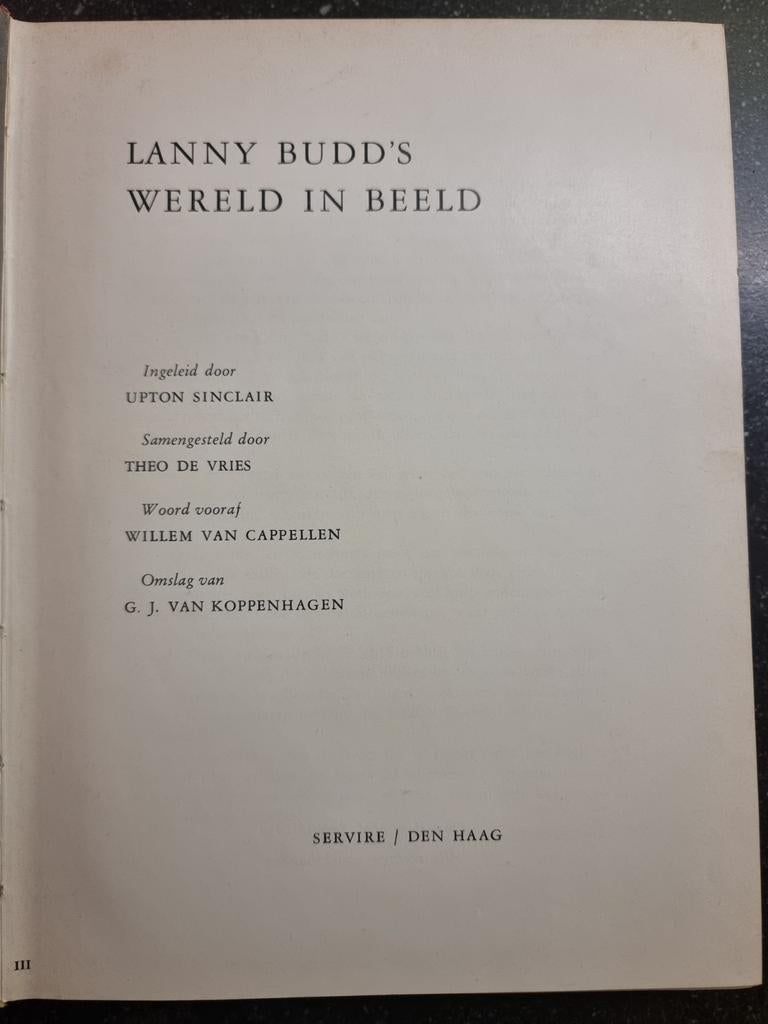 LANNY BUDD'S
WERELD IN BEELD
Ingeleid door
UPTON SINCLAIR
Samengesteld door
THEO DE VRIES
Woord vooraf
WILLEM VAN CAPPELLEN
Omslag van
G. J. VAN KOPPENHAGEN
SERVIRE / DEN HAAG
III